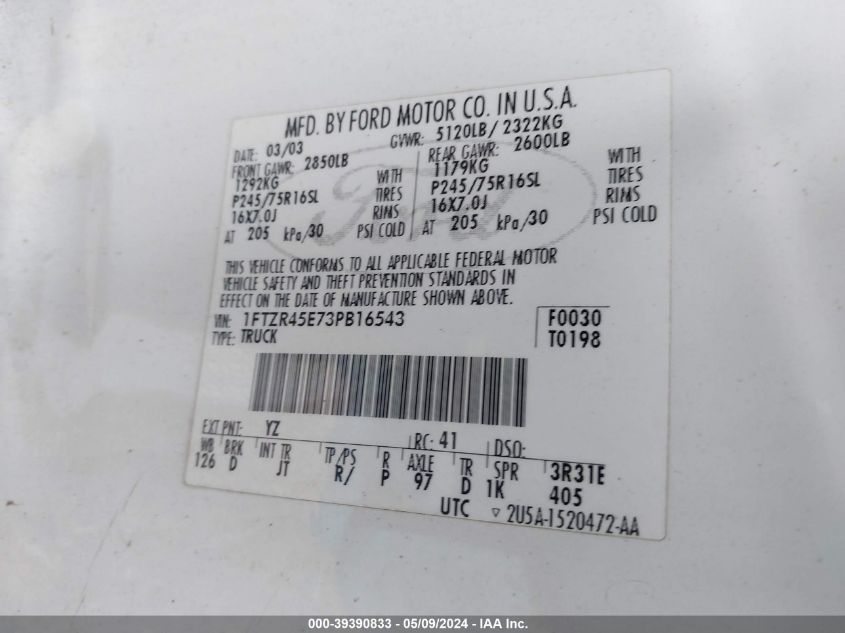 MFD. BY FORD MOTOR CO. IN U.S.A.
DATE: 03/03 GVWR: 5120LB/ 2322KG
FRONT GAWR: 2850LB REAR GAWR: 2600LB
1292KG WITH 1179KG WITH
P245/75R16SL TIRES P245/75R16SL TIRES
16X7.0J RIMS 16X7.0J RIMS
AT 205 kPa/30 PSI COLD AT 205 kPa/30 PSI COLD
Ford
THIS VEHICLE CONFORMS TO ALL APPLICABLE FEDERAL MOTOR
VEHICLE SAFETY AND THEFT PREVENTION STANDARDS IN
EFFECT ON THE DATE OF MANUFACTURE SHOWN ABOVE.
VIN: 1FTZR45E73PB16543 F0030
TYPE: TRUCK T0198
EXT PNT: YZ RC: 41 DSO:
WB BRK INT TR TP/PS R AXLE TR SPR 3R31E
126 D JT R/ P 97 D 1K 405
UTC ▽ 2U5A-1520472-AA
000-39390833 - 05/09/2024 - IAA Inc.